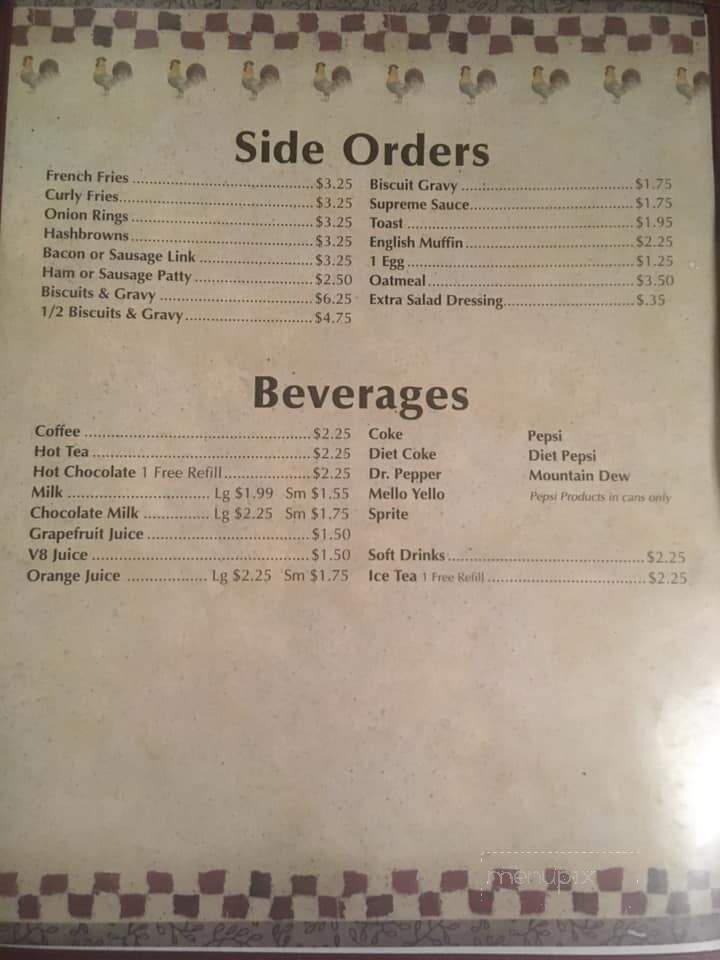 Side Orders
French Fries ..............................$3.25
Curly Fries..............................$3.25
Onion Rings ..............................$3.25
Hashbrowns..............................$3.25
Bacon or Sausage Link ....................$3.25
Ham or Sausage Patty ....................$2.50
Biscuits & Gravy ..........................$6.25
1/2 Biscuits & Gravy......................$4.75
Biscuit Gravy ..............................$1.75
Supreme Sauce..............................$1.75
Toast ..............................$1.95
English Muffin ..............................$2.25
1 Egg ..............................$1.25
Oatmeal..............................$3.50
Extra Salad Dressing......................$.35
Beverages
Coffee ..............................$2.25
Hot Tea ..............................$2.25
Hot Chocolate 1 Free Refill................$2.25
Milk .............................. Lg $1.99 Sm $1.55
Chocolate Milk .............. Lg $2.25 Sm $1.75
Grapefruit Juice ..............................$1.50
V8 Juice ..............................$1.50
Orange Juice .................. Lg $2.25 Sm $1.75
Coke
Diet Coke
Dr. Pepper
Mello Yello
Sprite
Pepsi
Diet Pepsi
Mountain Dew
Pepsi Products in cans only
Soft Drinks ..............................$2.25
Ice Tea 1 Free Refill ..........................$2.25
menupix